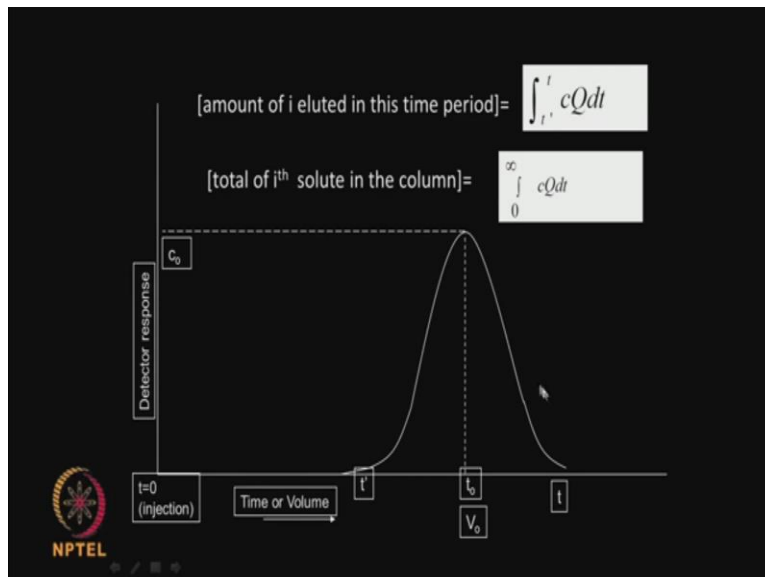 [amount of i eluted in this time period]= ∫ₜ'ᵗ cQdt
[total of iᵗʰ solute in the column]= ∫₀^∞ cQdt
c₀
Detector response
t=0
(injection)
Time or Volume
t'
t₀
V₀
t
NPTEL